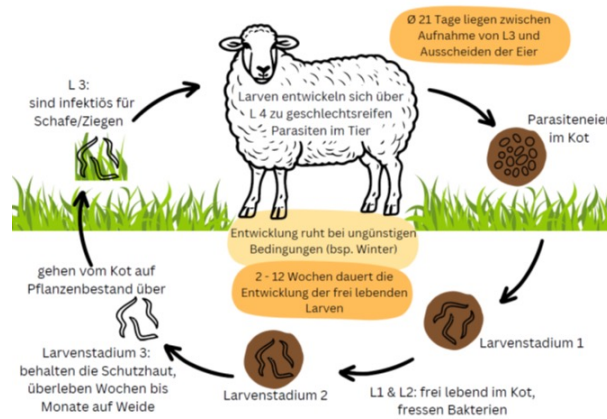 Ø 21 Tage liegen zwischen
Aufnahme von L3 und
Ausscheiden der Eier
L 3:
sind infektiös für
Schafe/Ziegen
Larven entwickeln sich über
L 4 zu geschlechtsreifen
Parasiten im Tier
Parasiteneier
im Kot
Entwicklung ruht bei ungünstigen
Bedingungen (bsp. Winter)
2 - 12 Wochen dauert die
Entwicklung der frei lebenden
Larven
gehen vom Kot auf
Pflanzenbestand über
Larvenstadium 1
Larvenstadium 3:
behalten die Schutzhaut,
überleben Wochen bis
Monate auf Weide
Larvenstadium 2
L1 & L2: frei lebend im Kot,
fressen Bakterien